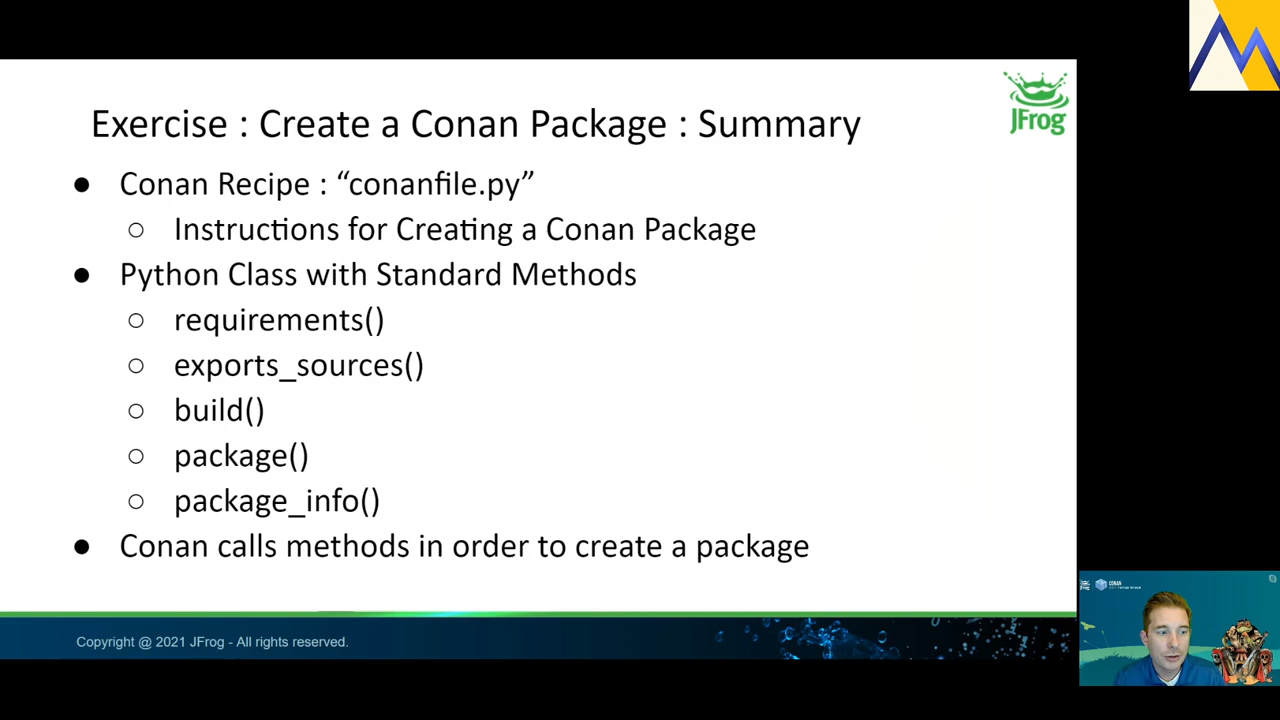 Exercise : Create a Conan Package : Summary
JFrog
● Conan Recipe : “conanfile.py”
○ Instructions for Creating a Conan Package
● Python Class with Standard Methods
○ requirements()
○ exports_sources()
○ build()
○ package()
○ package_info()
● Conan calls methods in order to create a package
Copyright @ 2021 JFrog - All rights reserved.
CONAN